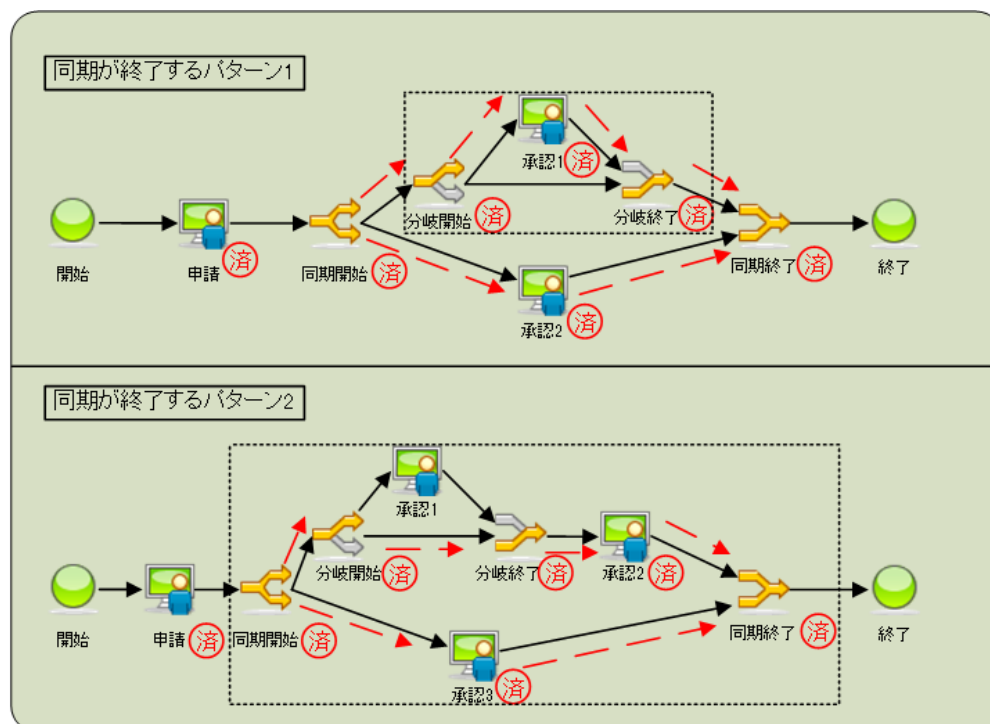 同期が終了するパターン1
承認1 済
分岐開始 済
分岐終了 済
開始
申請 済
同期開始 済
同期終了 済
終了
承認2 済
同期が終了するパターン2
承認1
分岐開始 済
分岐終了 済
承認2 済
開始
申請 済
同期開始 済
同期終了 済
終了
承認3 済